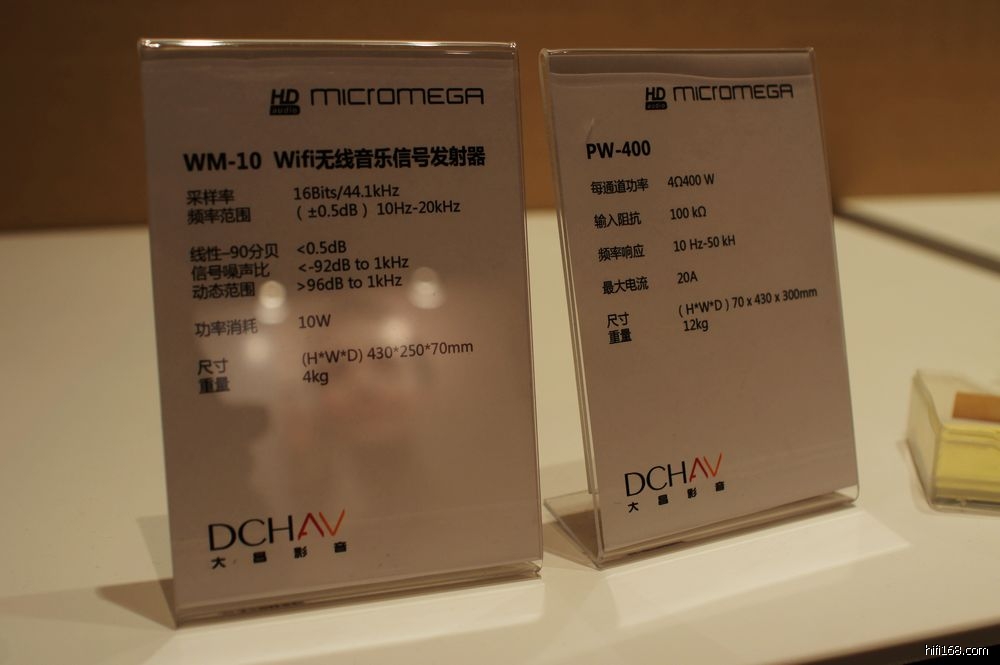 HD audio MICROMEGA
WM-10 Wifi无线音乐信号发射器
采样率 16Bits/44.1kHz
频率范围 (±0.5dB) 10Hz-20kHz
线性–90分贝 <0.5dB
信号噪声比 <-92dB to 1kHz
动态范围 >96dB to 1kHz
功率消耗 10W
尺寸 (H*W*D) 430*250*70mm
重量 4kg
DCHAV
大昌影音
HD audio MICROMEGA
PW-400
每通道功率 4Ω400 W
输入阻抗 100 kΩ
频率响应 10 Hz-50 kH
最大电流 20A
尺寸 (H*W*D) 70 x 430 x 300mm
重量 12kg
DCHAV
大昌影音
hifi168.com